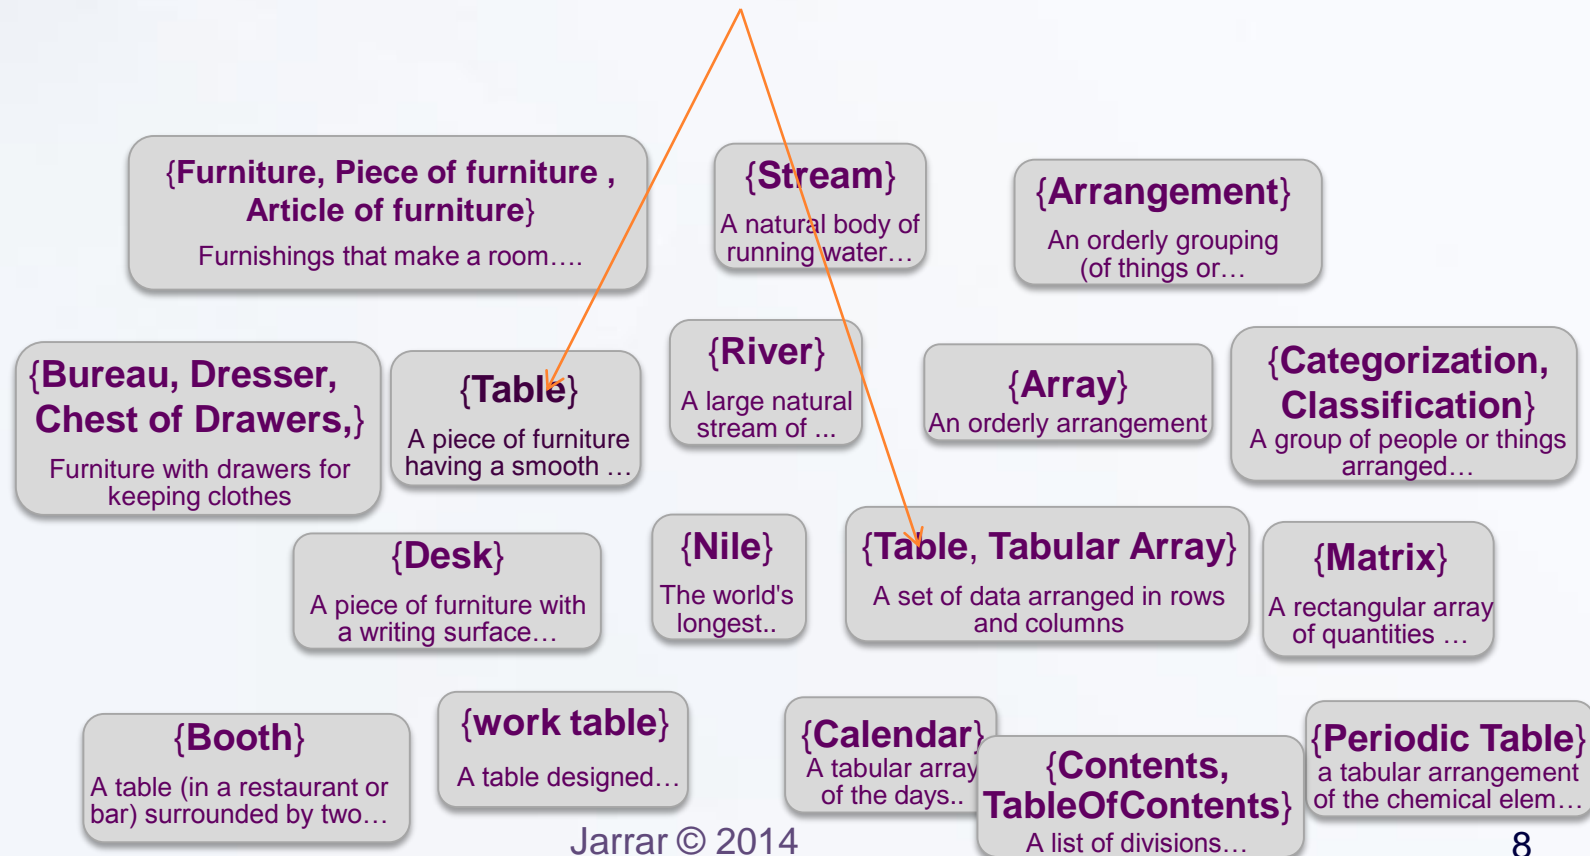 {Furniture, Piece of furniture ,
Article of furniture}
Furnishings that make a room….
{Stream}
A natural body of
running water…
{Arrangement}
An orderly grouping
(of things or…
{Bureau, Dresser,
Chest of Drawers,}
Furniture with drawers for
keeping clothes
{Table}
A piece of furniture
having a smooth …
{River}
A large natural
stream of ...
{Array}
An orderly arrangement
{Categorization,
Classification}
A group of people or things
arranged…
{Desk}
A piece of furniture with
a writing surface…
{Nile}
The world's
longest..
{Table, Tabular Array}
A set of data arranged in rows
and columns
{Matrix}
A rectangular array
of quantities …
{Booth}
A table (in a restaurant or
bar) surrounded by two…
{work table}
A table designed…
{Calendar}
A tabular array
of the days..
{Contents,
TableOfContents}
A list of divisions…
{Periodic Table}
a tabular arrangement
of the chemical elem…
Jarrar © 2014
8